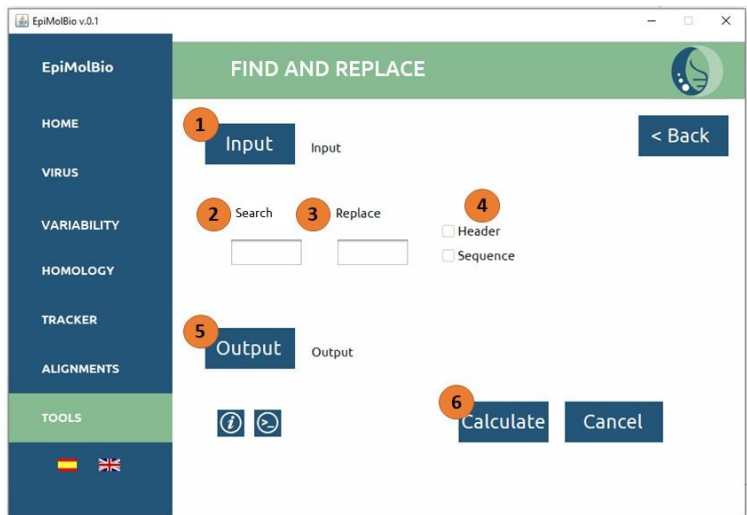 EpiMolBio v.0.1
EpiMolBio
FIND AND REPLACE
HOME
VIRUS
VARIABILITY
HOMOLOGY
TRACKER
ALIGNMENTS
TOOLS
1
Input
Input
< Back
2
Search
3
Replace
4
Header
Sequence
5
Output
Output
6
Calculate
Cancel